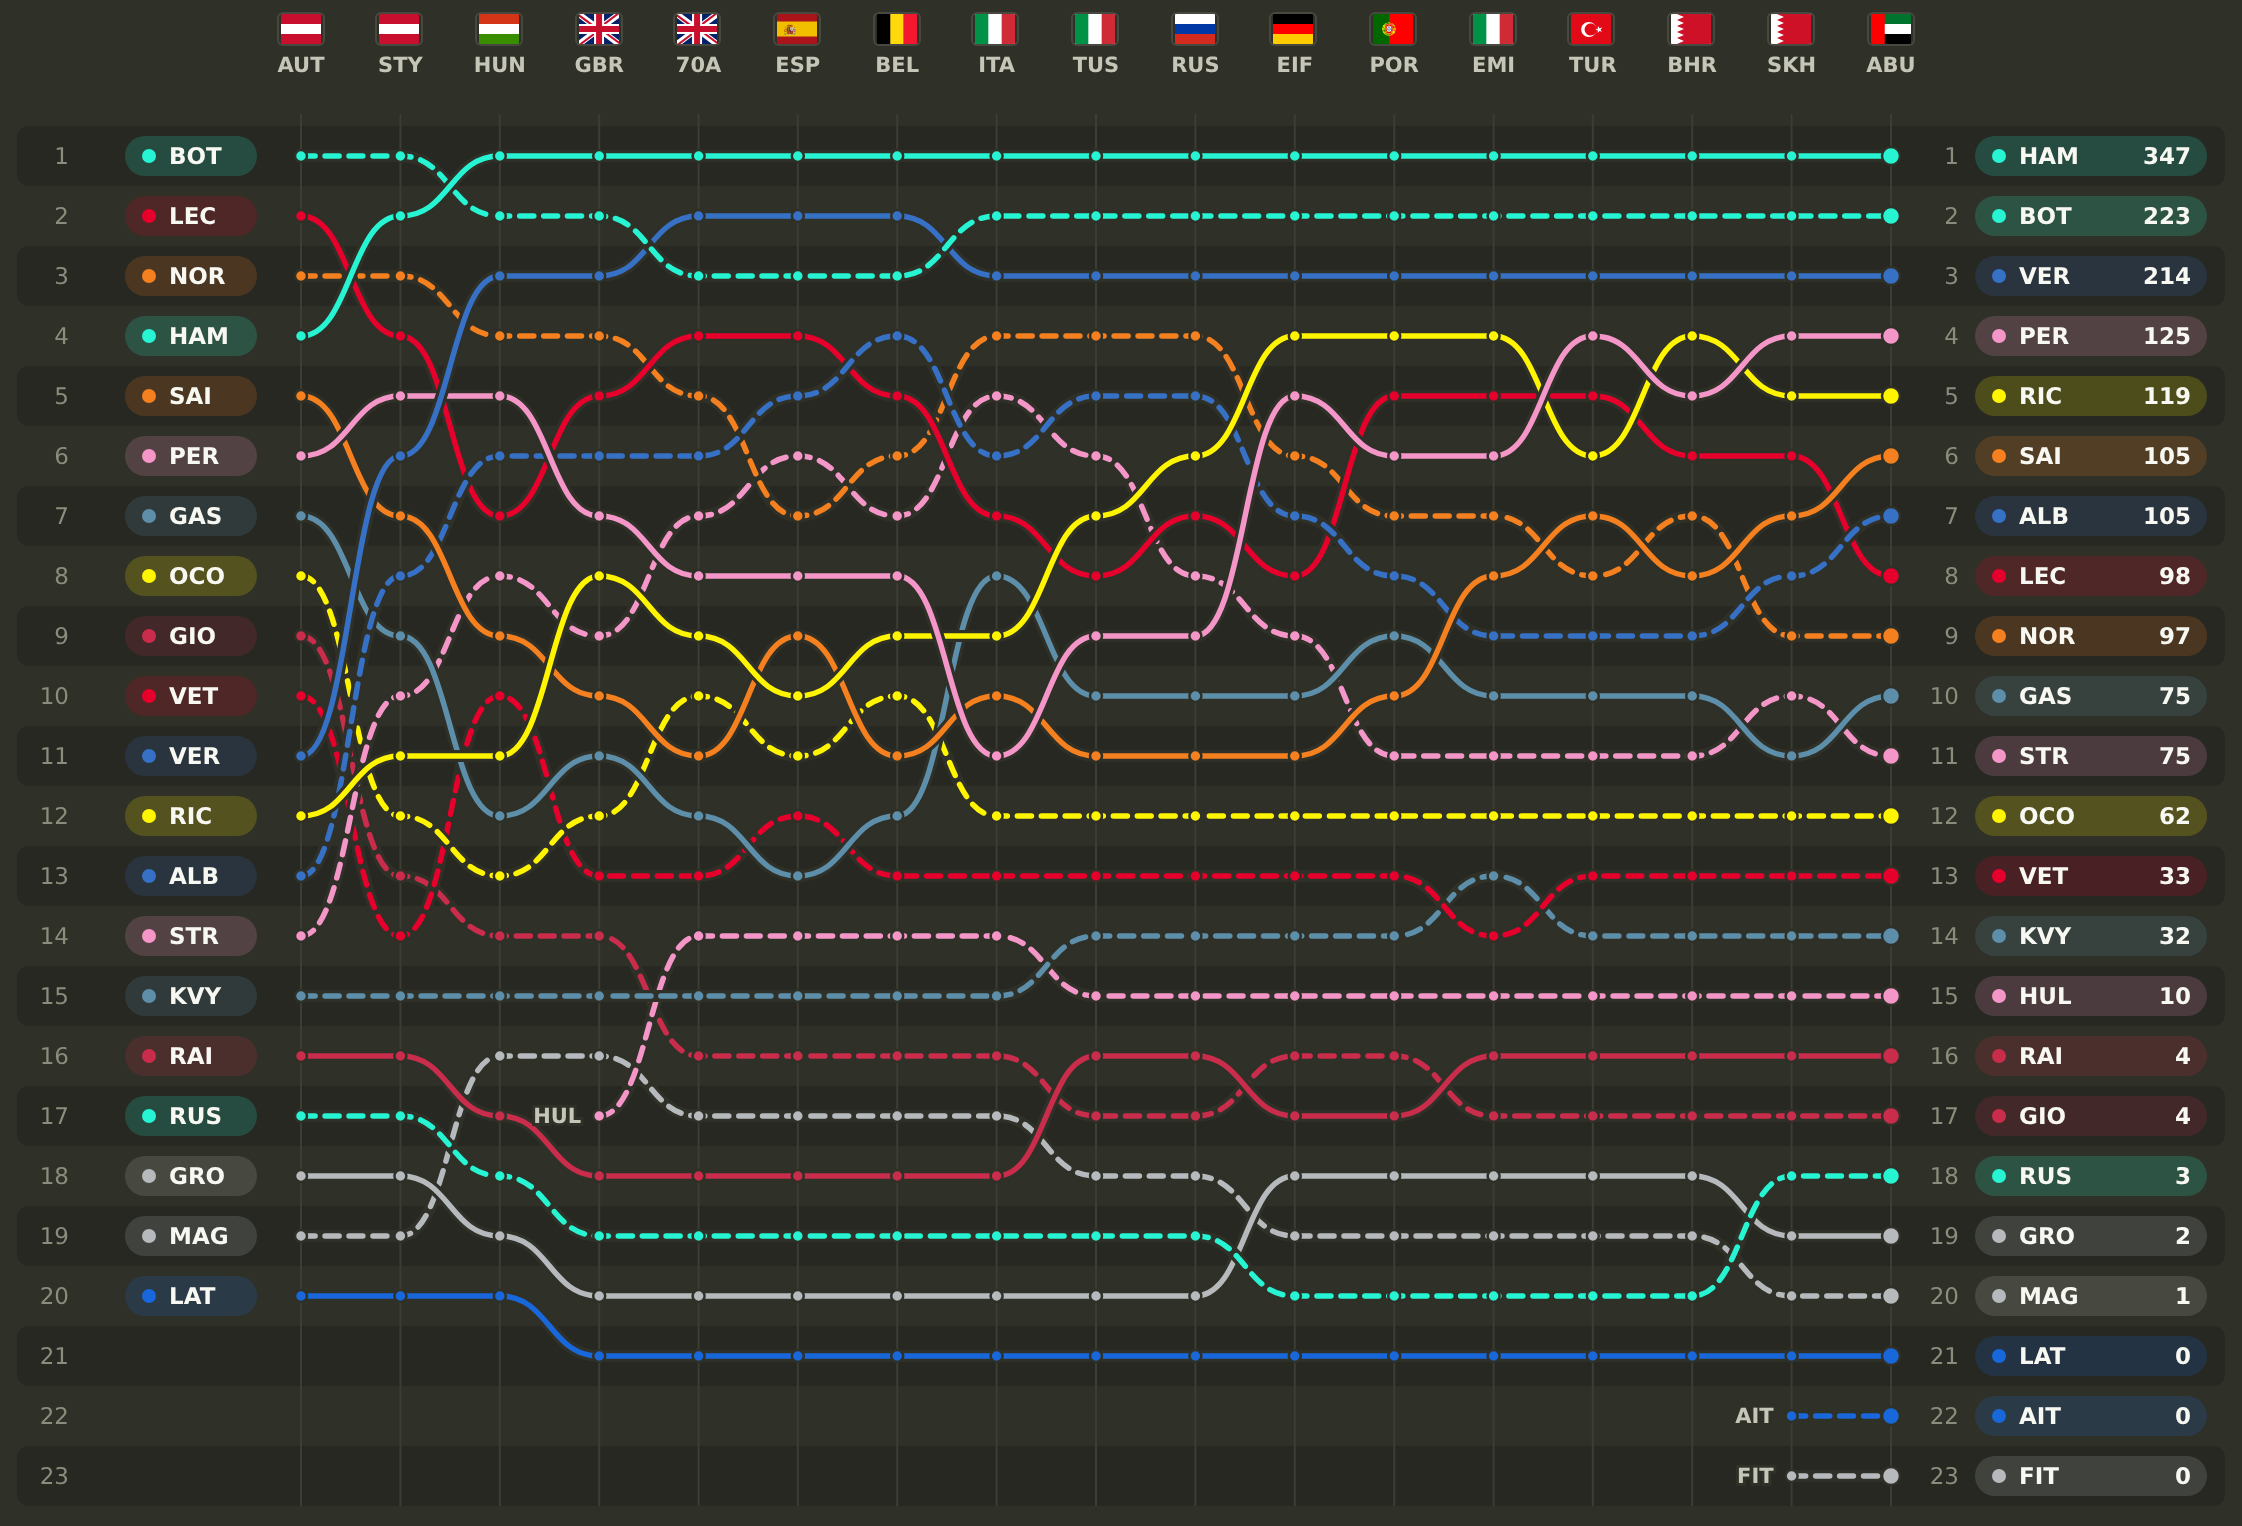 AUT STY HUN GBR 70A ESP BEL ITA TUS RUS EIF POR EMI TUR BHR SKH ABU
1 BOT 1 HAM 347
2 LEC 2 BOT 223
3 NOR 3 VER 214
4 HAM 4 PER 125
5 SAI 5 RIC 119
6 PER 6 SAI 105
7 GAS 7 ALB 105
8 OCO 8 LEC 98
9 GIO 9 NOR 97
10 VET 10 GAS 75
11 VER 11 STR 75
12 RIC 12 OCO 62
13 ALB 13 VET 33
14 STR 14 KVY 32
15 KVY 15 HUL 10
16 RAI 16 RAI 4
17 RUS HUL 17 GIO 4
18 GRO 18 RUS 3
19 MAG 19 GRO 2
20 LAT 20 MAG 1
21 21 LAT 0
22 AIT 22 AIT 0
23 FIT 23 FIT 0